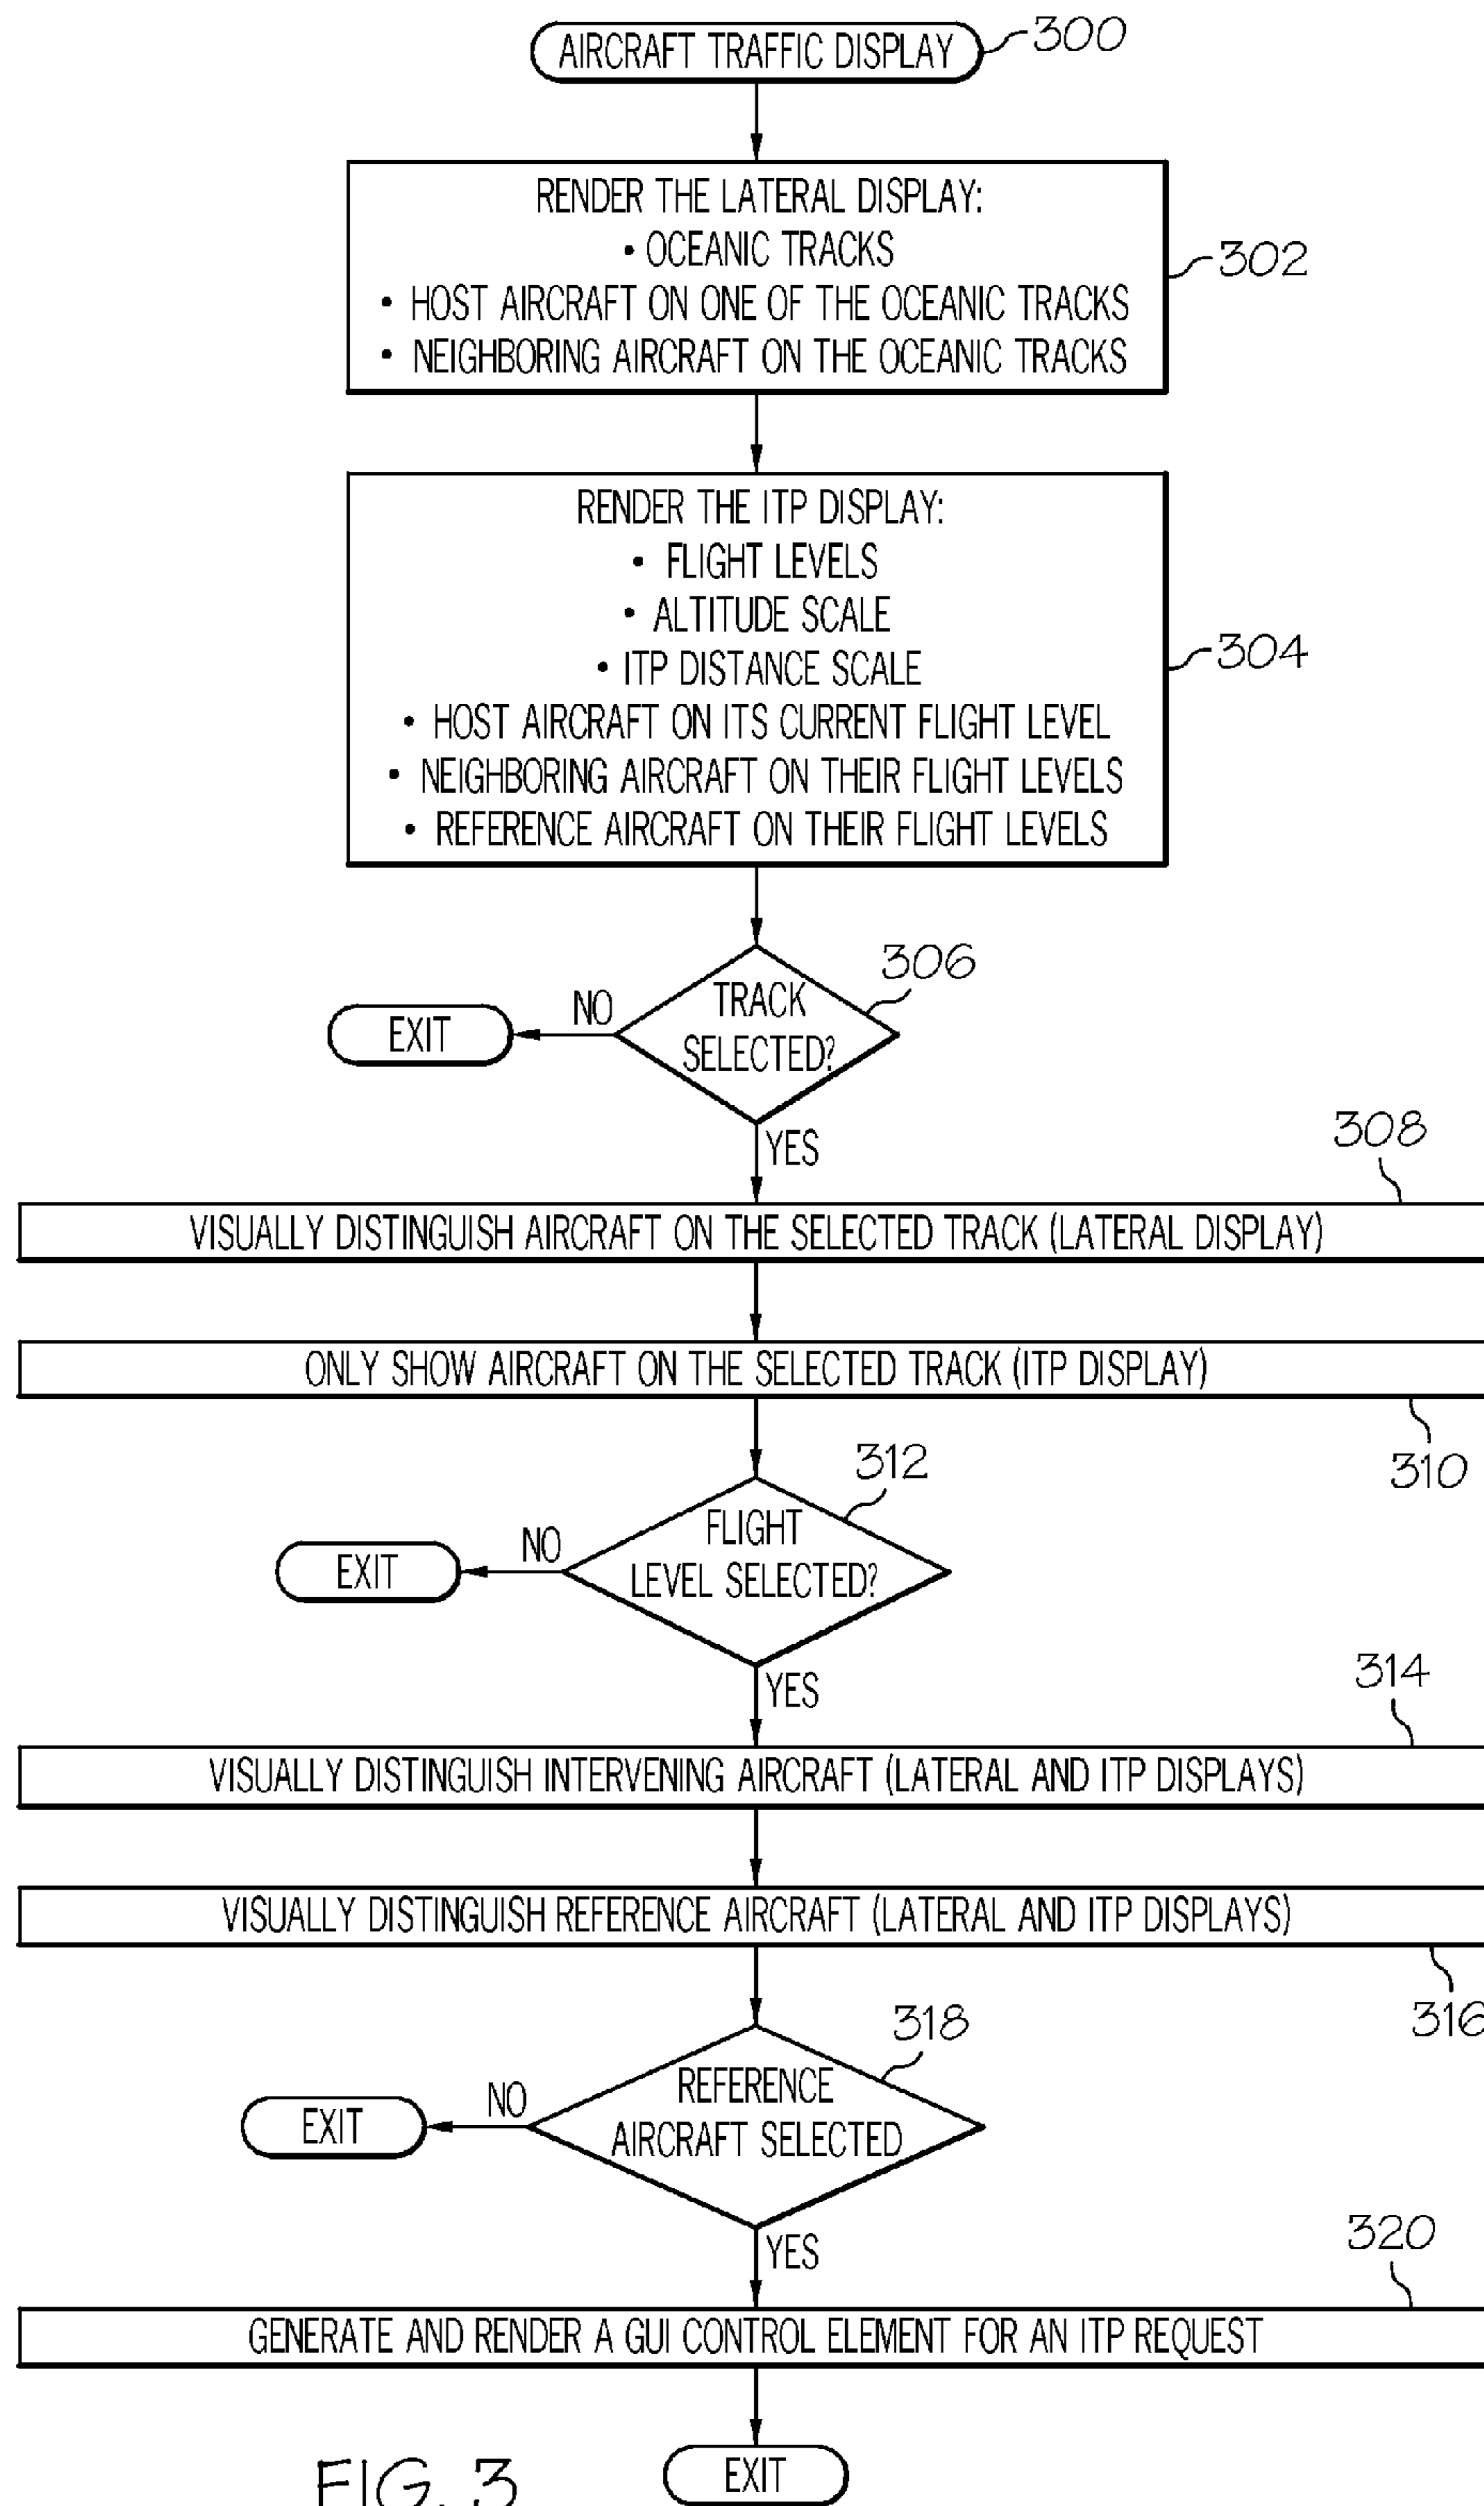 AIRCRAFT TRAFFIC DISPLAY
300
RENDER THE LATERAL DISPLAY:
• OCEANIC TRACKS
• HOST AIRCRAFT ON ONE OF THE OCEANIC TRACKS
• NEIGHBORING AIRCRAFT ON THE OCEANIC TRACKS
302
RENDER THE ITP DISPLAY:
• FLIGHT LEVELS
• ALTITUDE SCALE
• ITP DISTANCE SCALE
• HOST AIRCRAFT ON ITS CURRENT FLIGHT LEVEL
• NEIGHBORING AIRCRAFT ON THEIR FLIGHT LEVELS
• REFERENCE AIRCRAFT ON THEIR FLIGHT LEVELS
304
306
TRACK
SELECTED?
NO
EXIT
YES
308
VISUALLY DISTINGUISH AIRCRAFT ON THE SELECTED TRACK (LATERAL DISPLAY)
ONLY SHOW AIRCRAFT ON THE SELECTED TRACK (ITP DISPLAY)
310
312
FLIGHT
LEVEL SELECTED?
NO
EXIT
YES
314
VISUALLY DISTINGUISH INTERVENING AIRCRAFT (LATERAL AND ITP DISPLAYS)
VISUALLY DISTINGUISH REFERENCE AIRCRAFT (LATERAL AND ITP DISPLAYS)
316
318
REFERENCE
AIRCRAFT SELECTED
NO
EXIT
YES
320
GENERATE AND RENDER A GUI CONTROL ELEMENT FOR AN ITP REQUEST
EXIT
FIG. 3